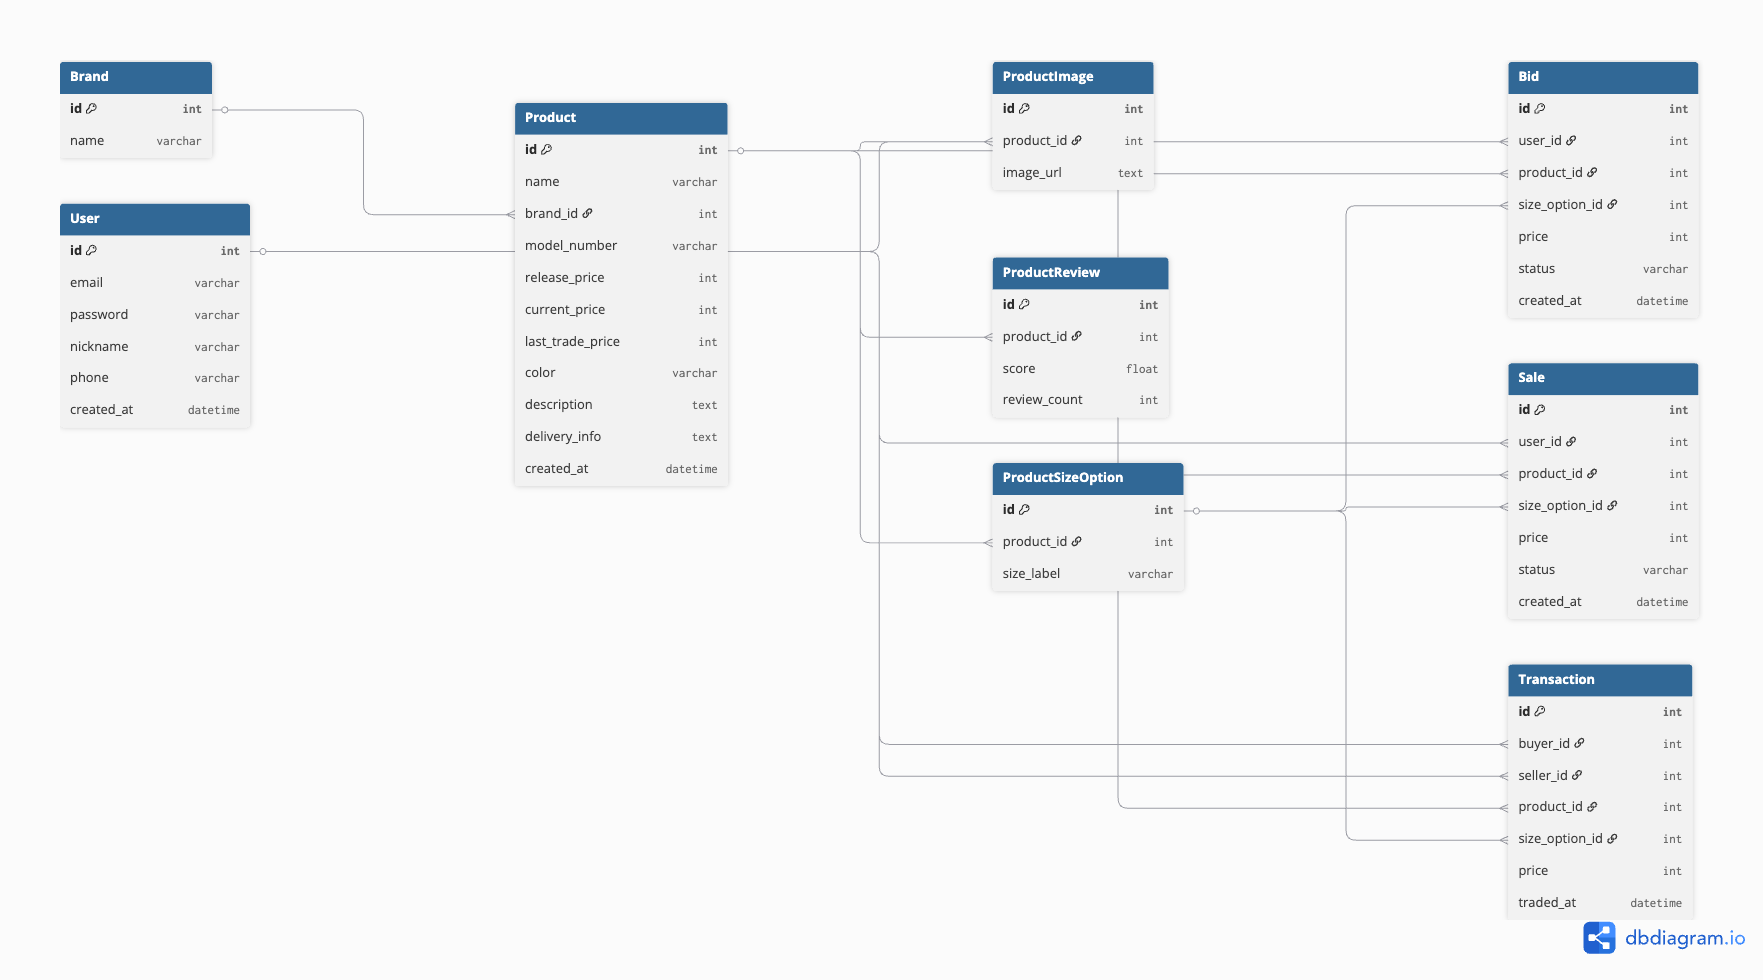 Brand
id int
name varchar
User
id int
email varchar
password varchar
nickname varchar
phone varchar
created_at datetime
Product
id int
name varchar
brand_id int
model_number varchar
release_price int
current_price int
last_trade_price int
color varchar
description text
delivery_info text
created_at datetime
ProductImage
id int
product_id int
image_url text
ProductReview
id int
product_id int
score float
review_count int
ProductSizeOption
id int
product_id int
size_label varchar
Bid
id int
user_id int
product_id int
size_option_id int
price int
status varchar
created_at datetime
Sale
id int
user_id int
product_id int
size_option_id int
price int
status varchar
created_at datetime
Transaction
id int
buyer_id int
seller_id int
product_id int
size_option_id int
price int
traded_at datetime
dbdiagram.io